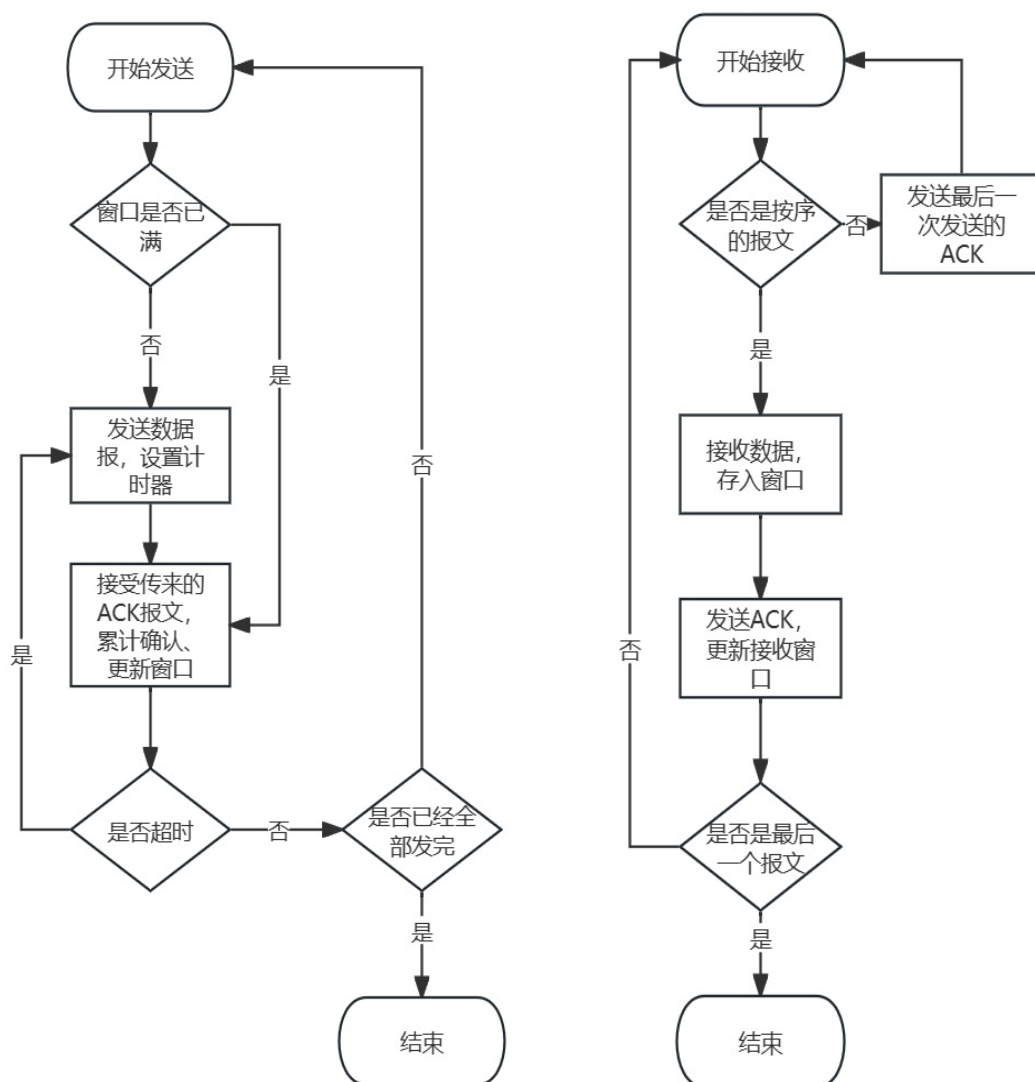 开始发送
窗口是否已
满
否
是
发送数据
报，设置计
时器
接受传来的
ACK报文，
累计确认、
更新窗口
是
是否超时
否
是否已经全
部发完
否
是
结束
开始接收
是否是按序
的报文
否
发送最后一
次发送的
ACK
是
接收数据，
存入窗口
发送ACK，
更新接收窗
口
否
是否是最后
一个报文
是
结束